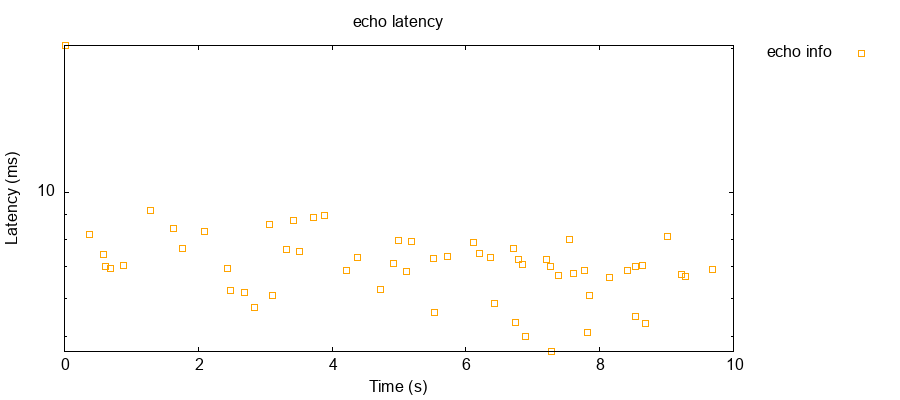 echo latency
echo info
Latency (ms)
10
0 2 4 6 8 10
Time (s)